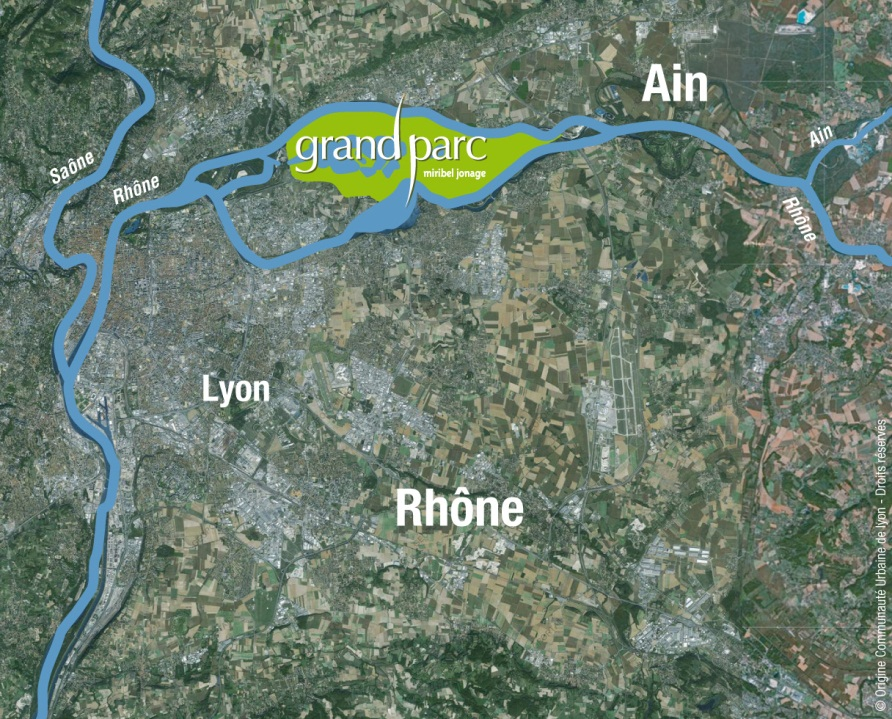 Ain
grand parc
miribel jonage
Ain
Saône
Rhône
Rhône
Lyon
Rhône
© Origine Communauté Urbaine de Lyon - Droits réservés